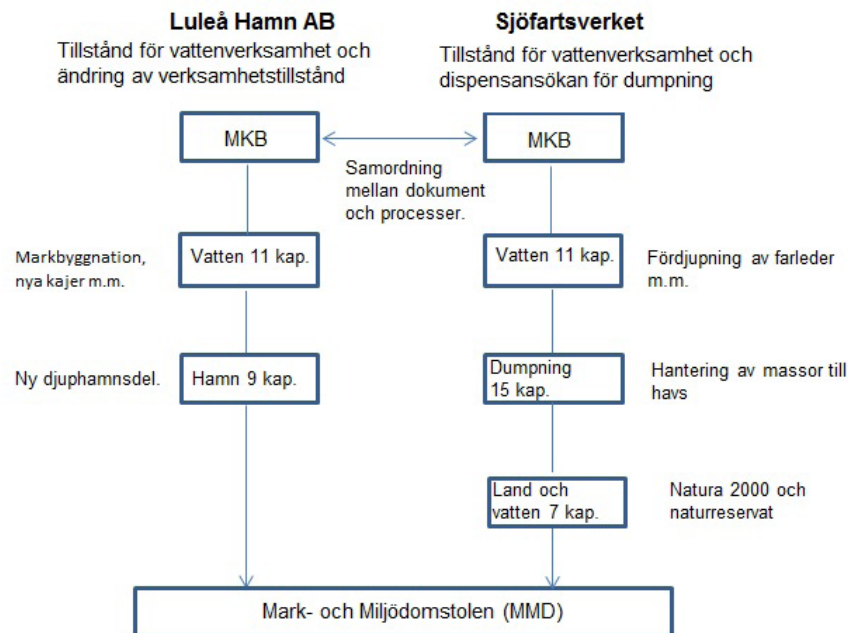 Luleå Hamn AB
Tillstånd för vattenverksamhet och
ändring av verksamhetstillstånd
Sjöfartsverket
Tillstånd för vattenverksamhet och
dispensansökan för dumpning
MKB
MKB
Samordning
mellan dokument
och processer.
Markbyggnation,
nya kajer m.m.
Vatten 11 kap.
Vatten 11 kap.
Fördjupning av farleder
m.m.
Ny djuphamnsdel.
Hamn 9 kap.
Dumpning
15 kap.
Hantering av massor till
havs
Land och
vatten 7 kap.
Natura 2000 och
naturreservat
Mark- och Miljödomstolen (MMD)